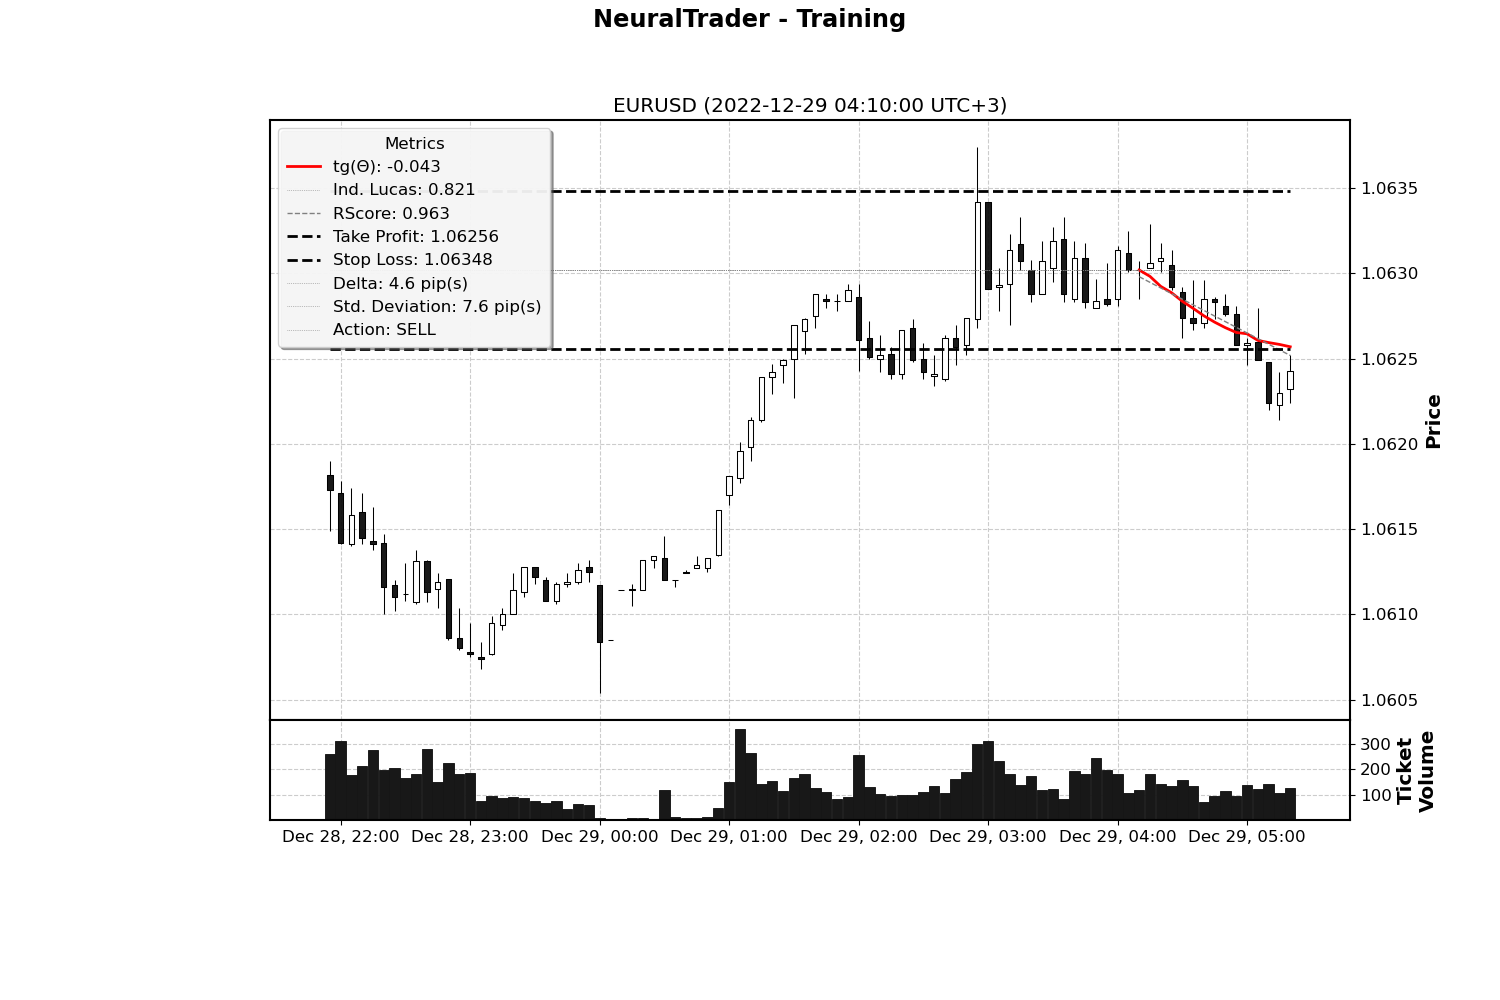 NeuralTrader - Training
EURUSD (2022-12-29 04:10:00 UTC+3)
Metrics
tg(Θ): -0.043
Ind. Lucas: 0.821
RScore: 0.963
Take Profit: 1.06256
Stop Loss: 1.06348
Delta: 4.6 pip(s)
Std. Deviation: 7.6 pip(s)
Action: SELL
1.0635
1.0630
1.0625
1.0620
1.0615
1.0610
1.0605
Price
300
200
100
Ticket
Volume
Dec 28, 22:00 Dec 28, 23:00 Dec 29, 00:00 Dec 29, 01:00 Dec 29, 02:00 Dec 29, 03:00 Dec 29, 04:00 Dec 29, 05:00